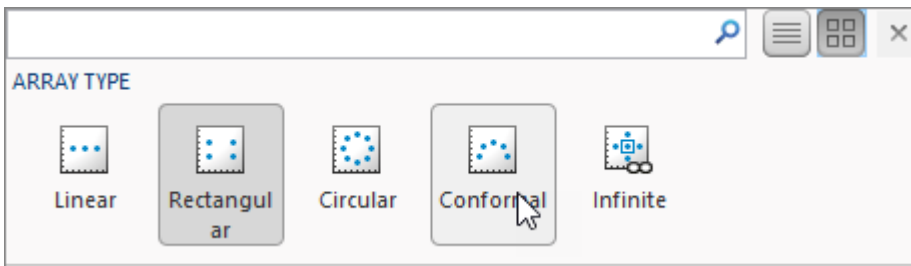 ARRAY TYPE
Linear
Rectangul
ar
Circular
Conformal
Infinite